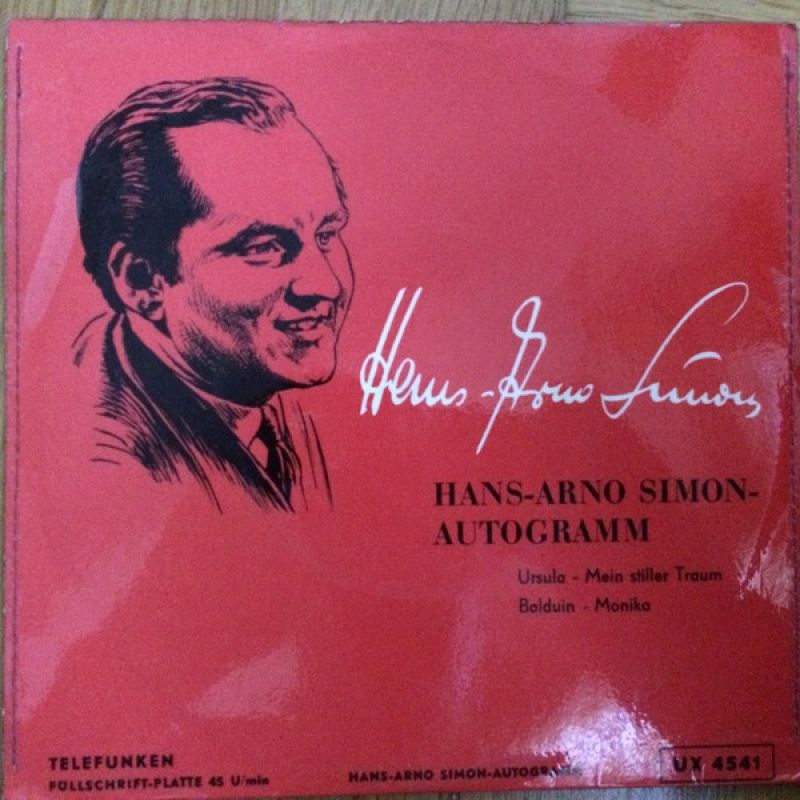 Hans-Arno Simon
HANS-ARNO SIMON-
AUTOGRAMM
Ursula - Mein stiller Traum
Balduin - Monika
TELEFUNKEN
FÜLLSCHRIFT-PLATTE 45 U/min
HANS-ARNO SIMON-AUTOGRAMM
UX 4541